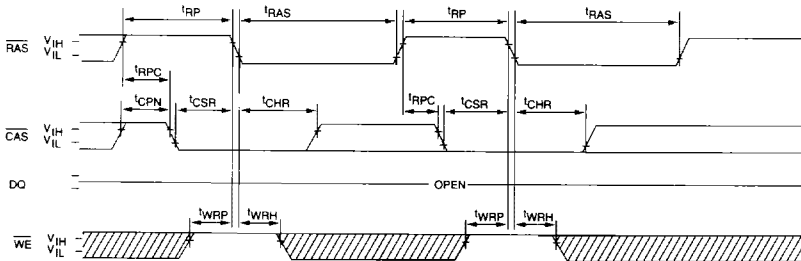 tRP tRAS tRP tRAS
RAS VIH
VIL
tRPC
tCPN tCSR tCHR tRPC tCSR tCHR
CAS VIH
VIL
DQ OPEN
tWRP tWRH tWRP tWRH
WE VIH
VIL